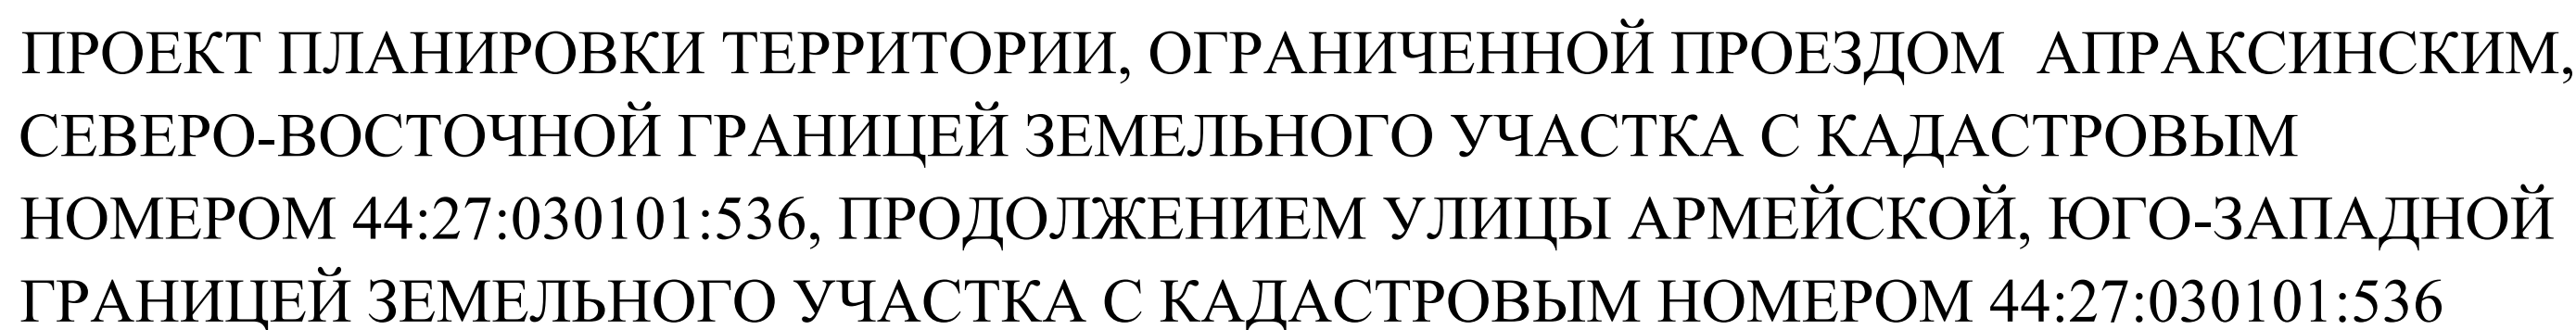 ПРОЕКТ ПЛАНИРОВКИ ТЕРРИТОРИИ, ОГРАНИЧЕННОЙ ПРОЕЗДОМ  АПРАКСИНСКИМ,
СЕВЕРО-ВОСТОЧНОЙ ГРАНИЦЕЙ ЗЕМЕЛЬНОГО УЧАСТКА С КАДАСТРОВЫМ
НОМЕРОМ 44:27:030101:536, ПРОДОЛЖЕНИЕМ УЛИЦЫ АРМЕЙСКОЙ, ЮГО-ЗАПАДНОЙ
ГРАНИЦЕЙ ЗЕМЕЛЬНОГО УЧАСТКА С КАДАСТРОВЫМ НОМЕРОМ 44:27:030101:536